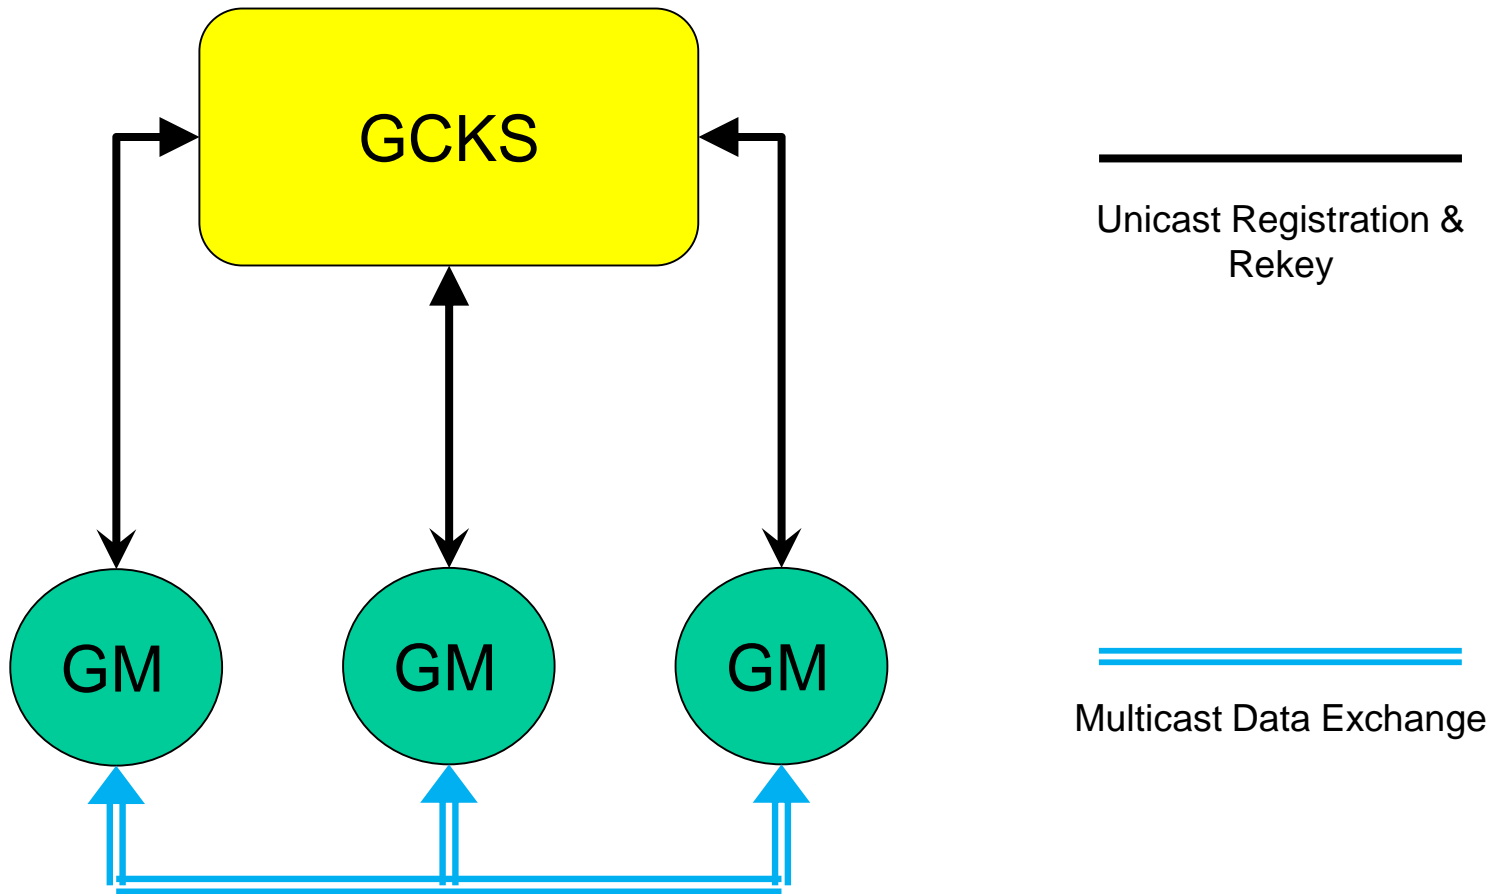 GCKS
Unicast Registration &
Rekey
GM
GM
GM
Multicast Data Exchange